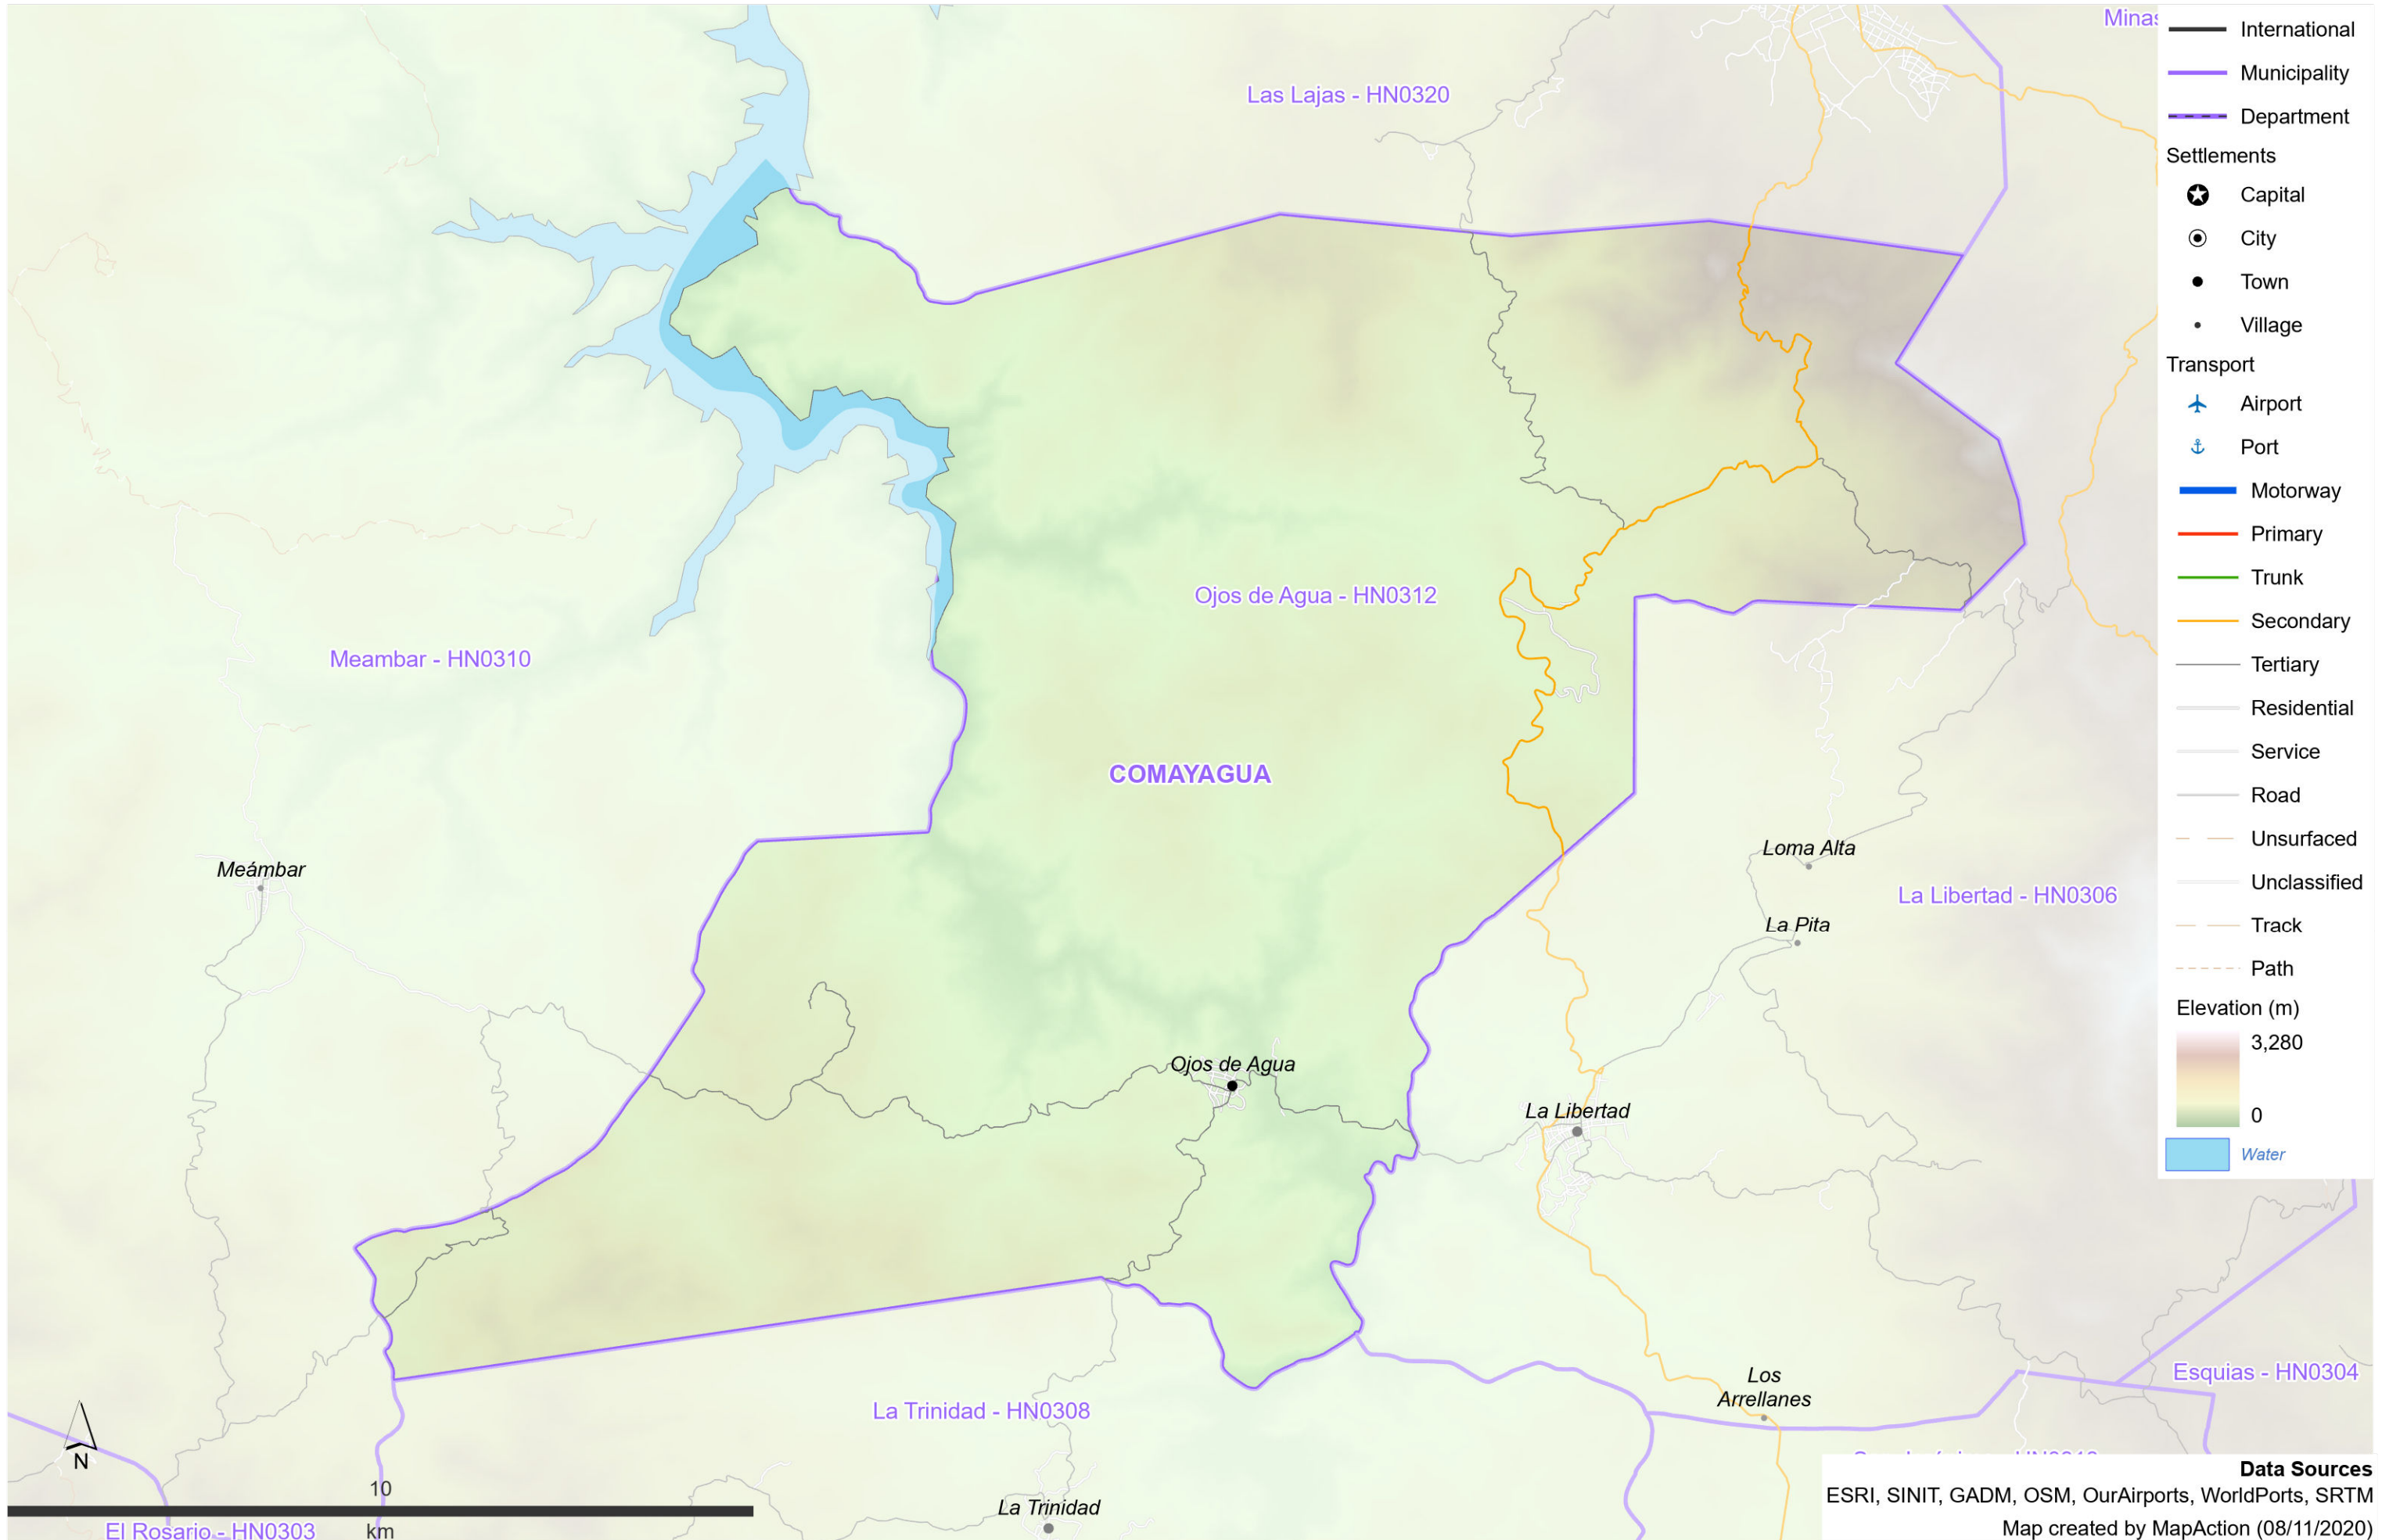 Minas
Las Lajas - HN0320
Ojos de Agua - HN0312
Meambar - HN0310
COMAYAGUA
Meámbar
Loma Alta
La Libertad - HN0306
La Pita
Ojos de Agua
La Libertad
Los
Arrellanes
Esquias - HN0304
La Trinidad - HN0308
La Trinidad
El Rosario - HN0303
N
10
km
International
Municipality
Department
Settlements
Capital
City
Town
Village
Transport
Airport
Port
Motorway
Primary
Trunk
Secondary
Tertiary
Residential
Service
Road
Unsurfaced
Unclassified
Track
Path
Elevation (m)
3,280
0
Water
Data Sources
ESRI, SINIT, GADM, OSM, OurAirports, WorldPorts, SRTM
Map created by MapAction (08/11/2020)